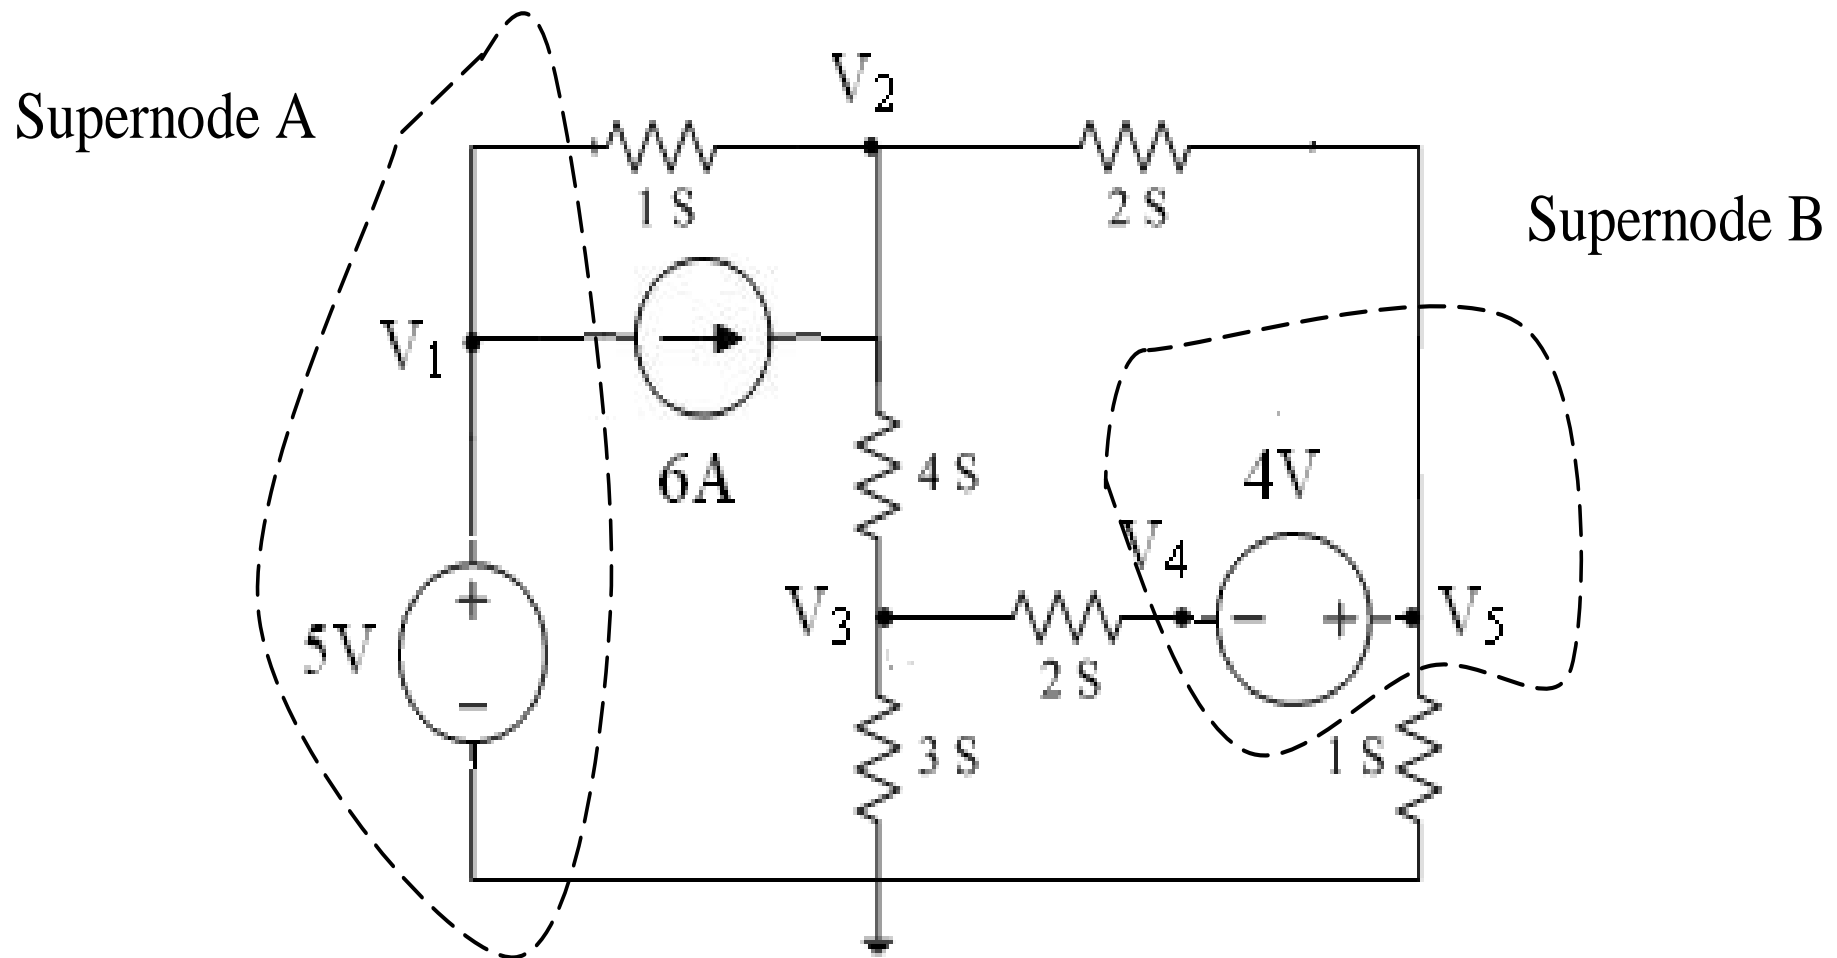 V2
Supernode A
1 S
2 S
Supernode B
V1
6A
4 S
4V
V4
V3
V5
5V
2 S
3 S
1 S
+
−
−
+